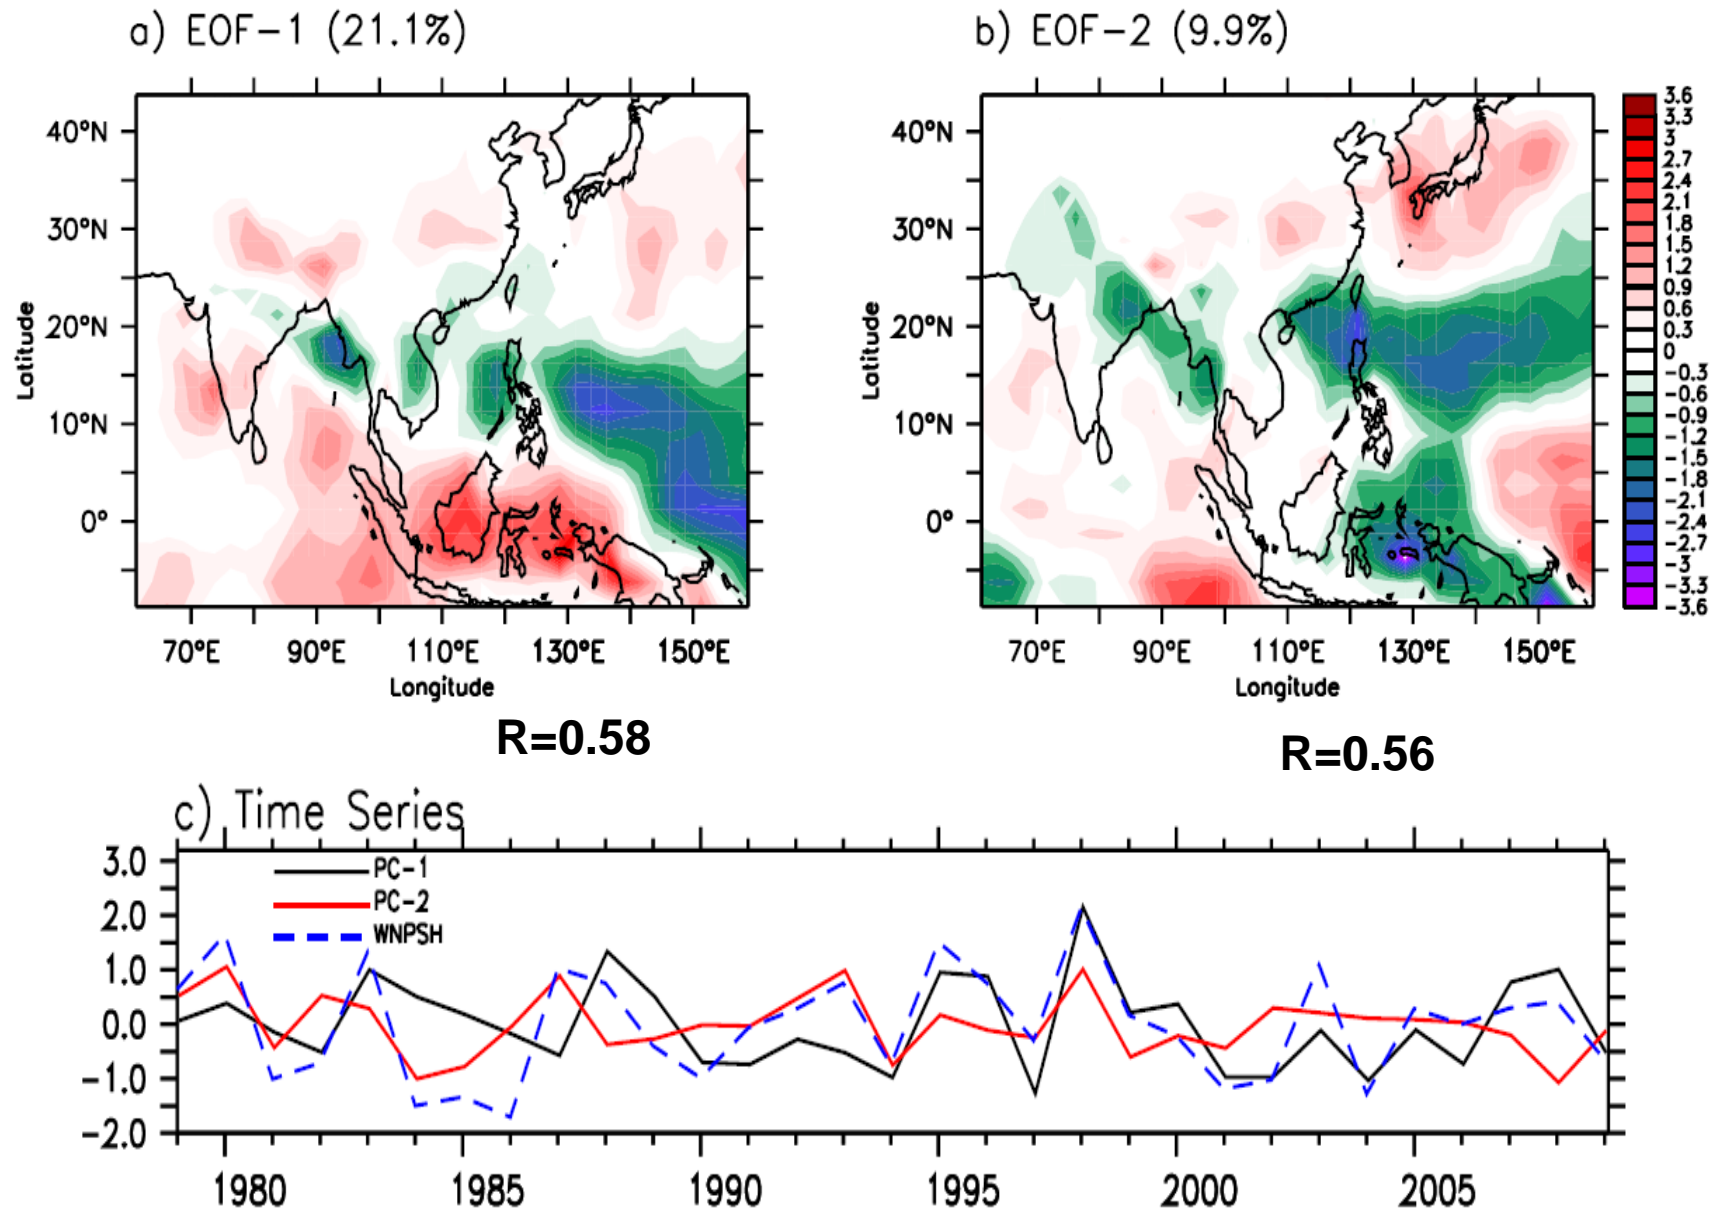 a) EOF-1 (21.1%)
b) EOF-2 (9.9%)
40°N
30°N
20°N
10°N
0°
Latitude
70°E 90°E 110°E 130°E 150°E
Longitude
40°N
30°N
20°N
10°N
0°
Latitude
70°E 90°E 110°E 130°E 150°E
Longitude
3.6
3.3
3
2.7
2.4
2.1
1.8
1.5
1.2
0.9
0.6
0.3
0
-0.3
-0.6
-0.9
-1.2
-1.5
-1.8
-2.1
-2.4
-2.7
-3
-3.3
-3.6
R=0.58
R=0.56
c) Time Series
3.0
2.0
1.0
0.0
-1.0
-2.0
PC-1
PC-2
WNPSH
1980 1985 1990 1995 2000 2005